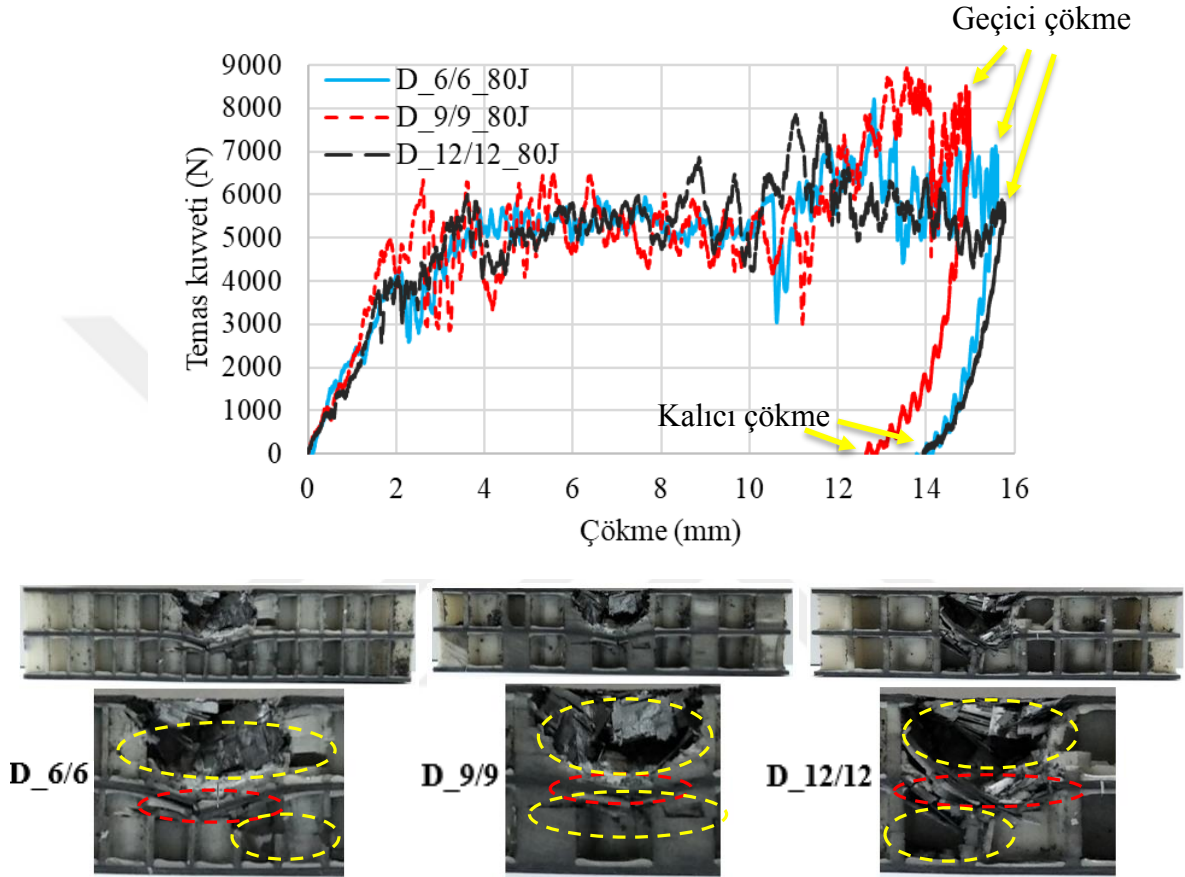 Geçici çökme
9000
8000
7000
6000
5000
4000
3000
2000
1000
0
Temas kuvveti (N)
D_6/6_80J
D_9/9_80J
D_12/12_80J
Kalıcı çökme
0 2 4 6 8 10 12 14 16
Çökme (mm)
D_6/6
D_9/9
D_12/12